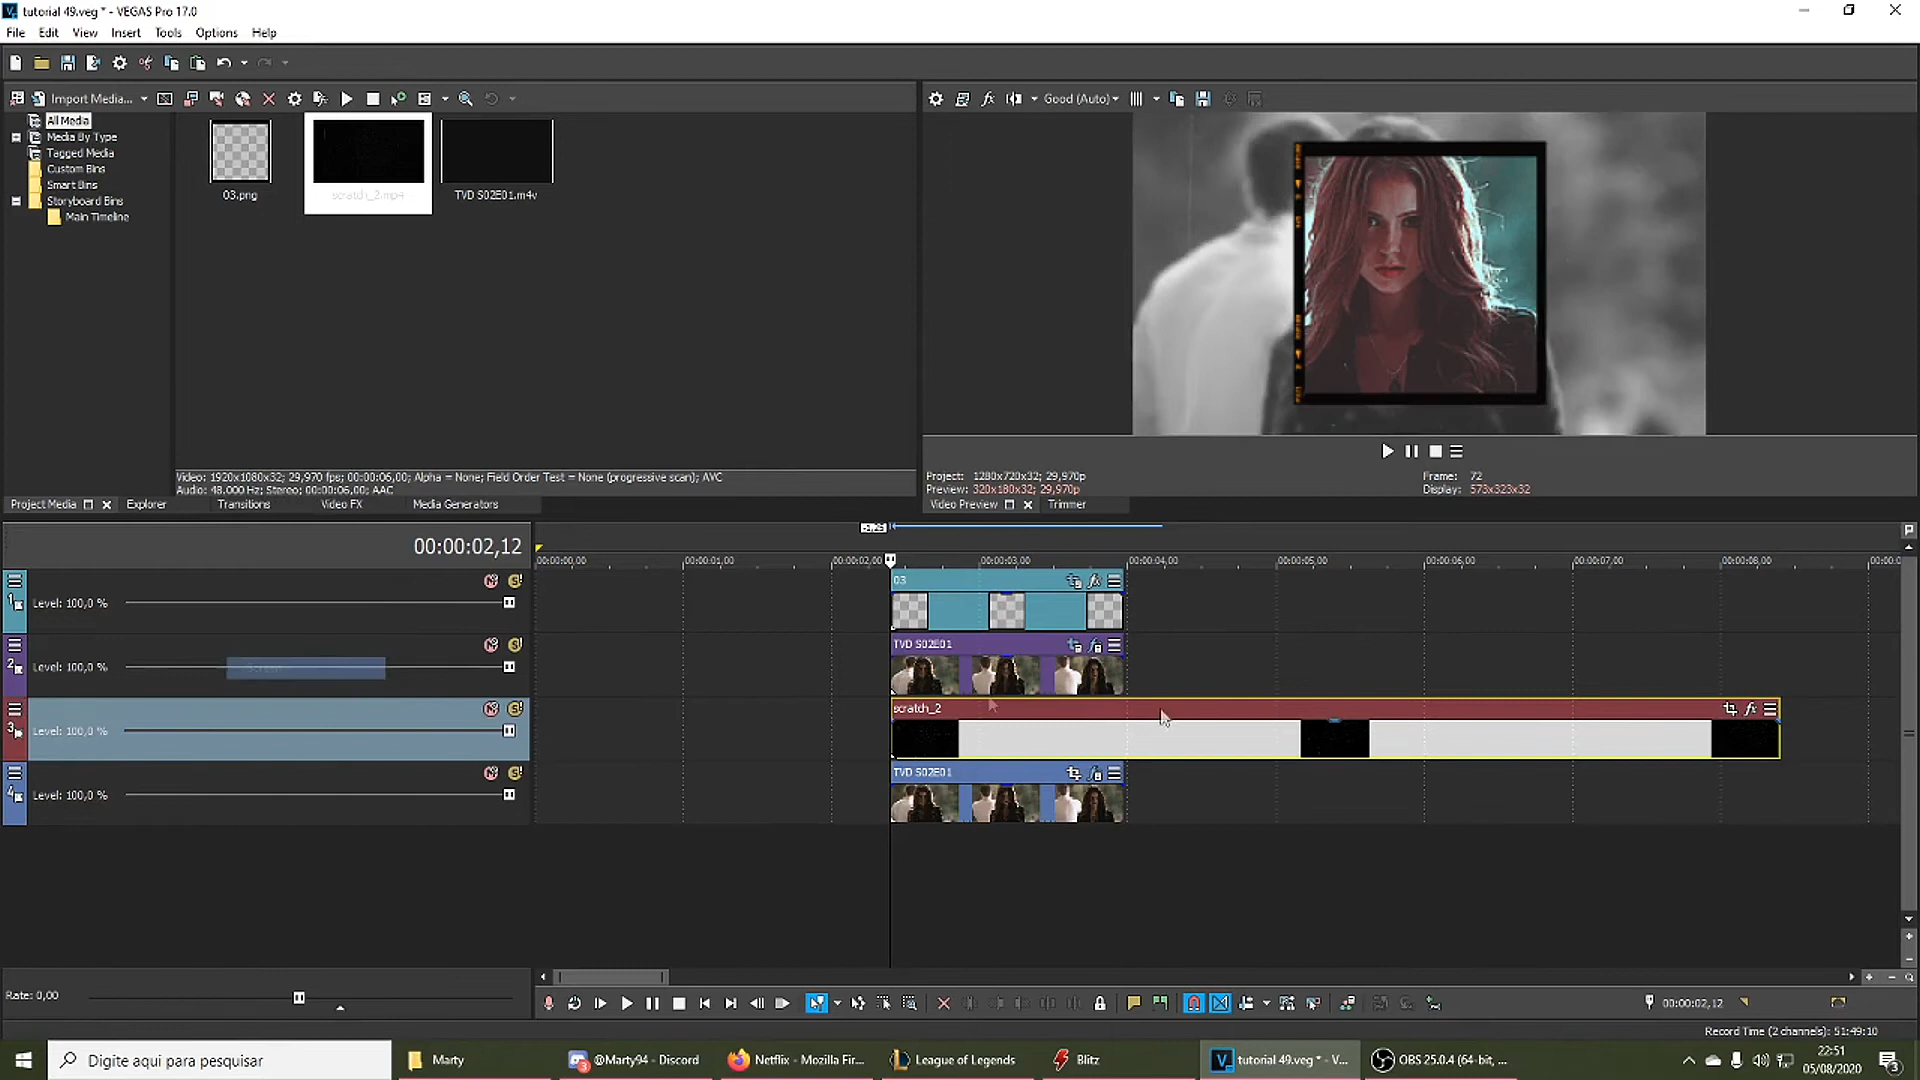 tutorial 49.veg * - VEGAS Pro 17.0
File Edit View Insert Tools Options Help
Import Media...
All Media
Media By Type
Tagged Media
Custom Bins
Smart Bins
Storyboard Bins
Main Timeline
03.png
scratch_2.mp4
TVD S02E01.m4v
Video: 1920x1080x32; 29,970 fps; 00:00:06,00; Alpha = None; Field Order Test = None (progressive scan); AVC
Audio: 48.000 Hz; Stereo; 00:00:06,00; AAC
Project Media Explorer Transitions Video FX Media Generators
Good (Auto)
Project: 1280x720x32; 29,970p
Preview: 320x180x32; 29,970p
Frame: 72
Display: 573x323x32
Video Preview Trimmer
00:00:02,12
00:00:00,00 00:00:01,00 00:00:02,00 00:00:03,00 00:00:04,00 00:00:05,00 00:00:06,00 00:00:07,00 00:00:08,00
1 Level: 100,0 %
03
2 Level: 100,0 %
TVD S02E01
3 Level: 100,0 %
scratch_2
4 Level: 100,0 %
TVD S02E01
Rate: 0,00
00:00:02,12
Record Time (2 channels): 51:49:10
Digite aqui para pesquisar
Marty
@Marty94 - Discord
Netflix - Mozilla Fir...
League of Legends
Blitz
tutorial 49.veg * - V...
OBS 25.0.4 (64-bit, ...
22:51
05/08/2020
3